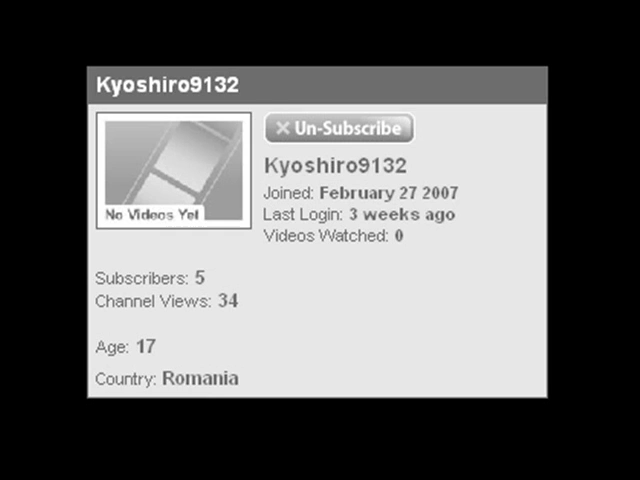 Kyoshiro9132
Un-Subscribe
No Videos Yet
Kyoshiro9132
Joined: February 27 2007
Last Login: 3 weeks ago
Videos Watched: 0
Subscribers: 5
Channel Views: 34
Age: 17
Country: Romania